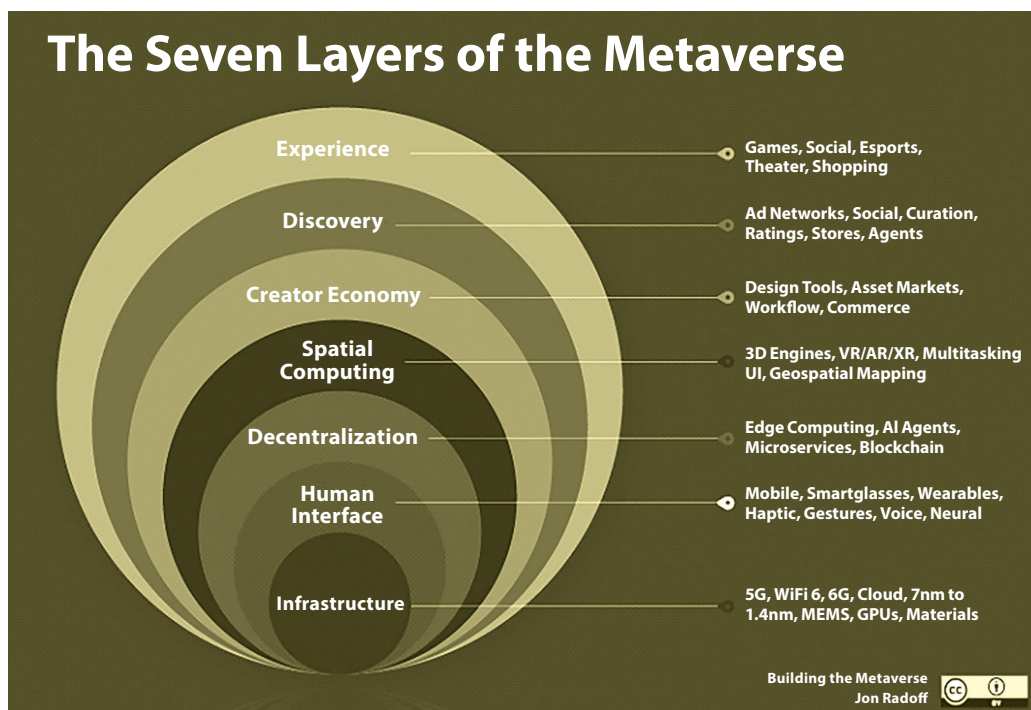 The Seven Layers of the Metaverse
Experience
Games, Social, Esports,
Theater, Shopping
Discovery
Ad Networks, Social, Curation,
Ratings, Stores, Agents
Creator Economy
Design Tools, Asset Markets,
Workflow, Commerce
Spatial
Computing
3D Engines, VR/AR/XR, Multitasking
UI, Geospatial Mapping
Decentralization
Edge Computing, Al Agents,
Microservices, Blockchain
Human
Interface
Mobile, Smartglasses, Wearables,
Haptic, Gestures, Voice, Neural
Infrastructure
5G, WiFi 6, 6G, Cloud, 7nm to
1.4nm, MEMS, GPUs, Materials
Building the Metaverse
Jon Radoff
cc
BY